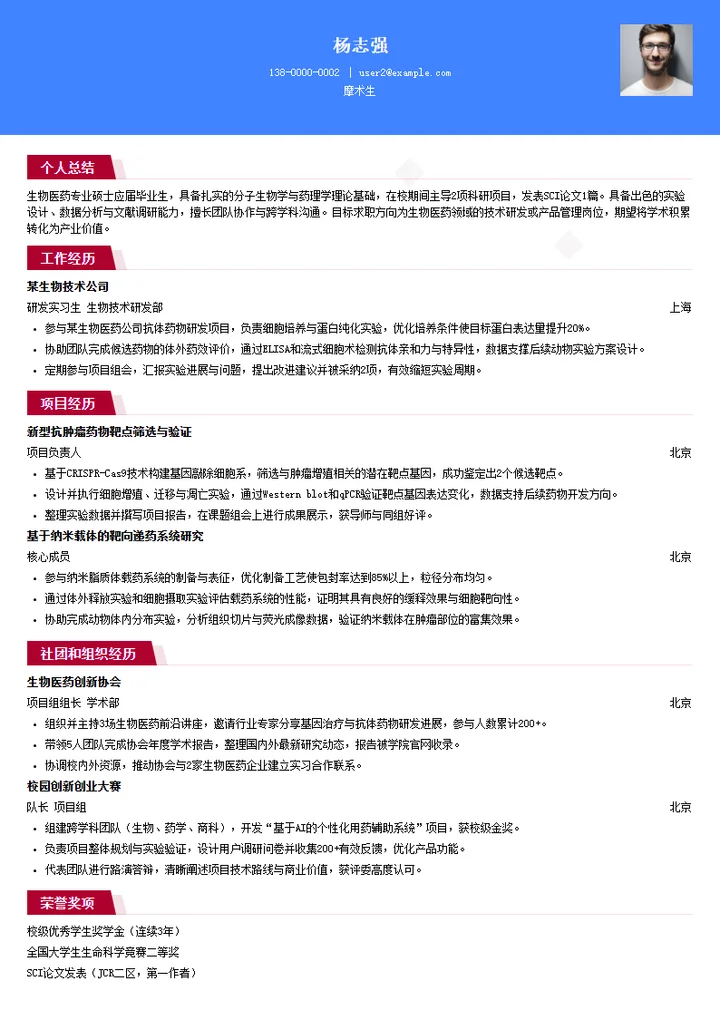 杨志强
138-0000-0002 | user2@example.com
摩术生
个人总结
生物医药专业硕士应届毕业生，具备扎实的分子生物学与药理学理论基础，在校期间主导2项科研项目，发表SCI论文1篇。具备出色的实验
设计、数据分析与文献调研能力，擅长团队协作与跨学科沟通。目标求职方向为生物医药领域的技术研发或产品管理岗位，期望将学术积累
转化为产业价值。
工作经历
某生物技术公司
研发实习生 生物技术研发部 上海
• 参与某生物医药公司抗体药物研发项目，负责细胞培养与蛋白纯化实验，优化培养条件使目标蛋白表达量提升20%。
• 协助团队完成候选药物的体外药效评价，通过ELISA和流式细胞术检测抗体亲和力与特异性，数据支撑后续动物实验方案设计。
• 定期参与项目组会，汇报实验进展与问题，提出改进建议并被采纳2项，有效缩短实验周期。
项目经历
新型抗肿瘤药物靶点筛选与验证
项目负责人 北京
• 基于CRISPR-Cas9技术构建基因敲除细胞系，筛选与肿瘤增殖相关的潜在靶点基因，成功鉴定出2个候选靶点。
• 设计并执行细胞增殖、迁移与凋亡实验，通过Western blot和qPCR验证靶点基因表达变化，数据支持后续药物开发方向。
• 整理实验数据并撰写项目报告，在课题组会上进行成果展示，获导师与同组好评。
基于纳米载体的靶向递药系统研究
核心成员 北京
• 参与纳米脂质体载药系统的制备与表征，优化制备工艺使包封率达到85%以上，粒径分布均匀。
• 通过体外释放实验和细胞摄取实验评估载药系统的性能，证明其具有良好的缓释效果与细胞靶向性。
• 协助完成动物体内分布实验，分析组织切片与荧光成像数据，验证纳米载体在肿瘤部位的富集效果。
社团和组织经历
生物医药创新协会
项目组组长 学术部 北京
• 组织并主持3场生物医药前沿讲座，邀请行业专家分享基因治疗与抗体药物研发进展，参与人数累计200+。
• 带领5人团队完成协会年度学术报告，整理国内外最新研究动态，报告被学院官网收录。
• 协调校内外资源，推动协会与2家生物医药企业建立实习合作联系。
校园创新创业大赛
队长 项目组 北京
• 组建跨学科团队（生物、药学、商科），开发“基于AI的个性化用药辅助系统”项目，获校级金奖。
• 负责项目整体规划与实验验证，设计用户调研问卷并收集200+有效反馈，优化产品功能。
• 代表团队进行路演答辩，清晰阐述项目技术路线与商业价值，获评委高度认可。
荣誉奖项
校级优秀学生奖学金（连续3年）
全国大学生生命科学竞赛二等奖
SCI论文发表（JCR二区，第一作者）